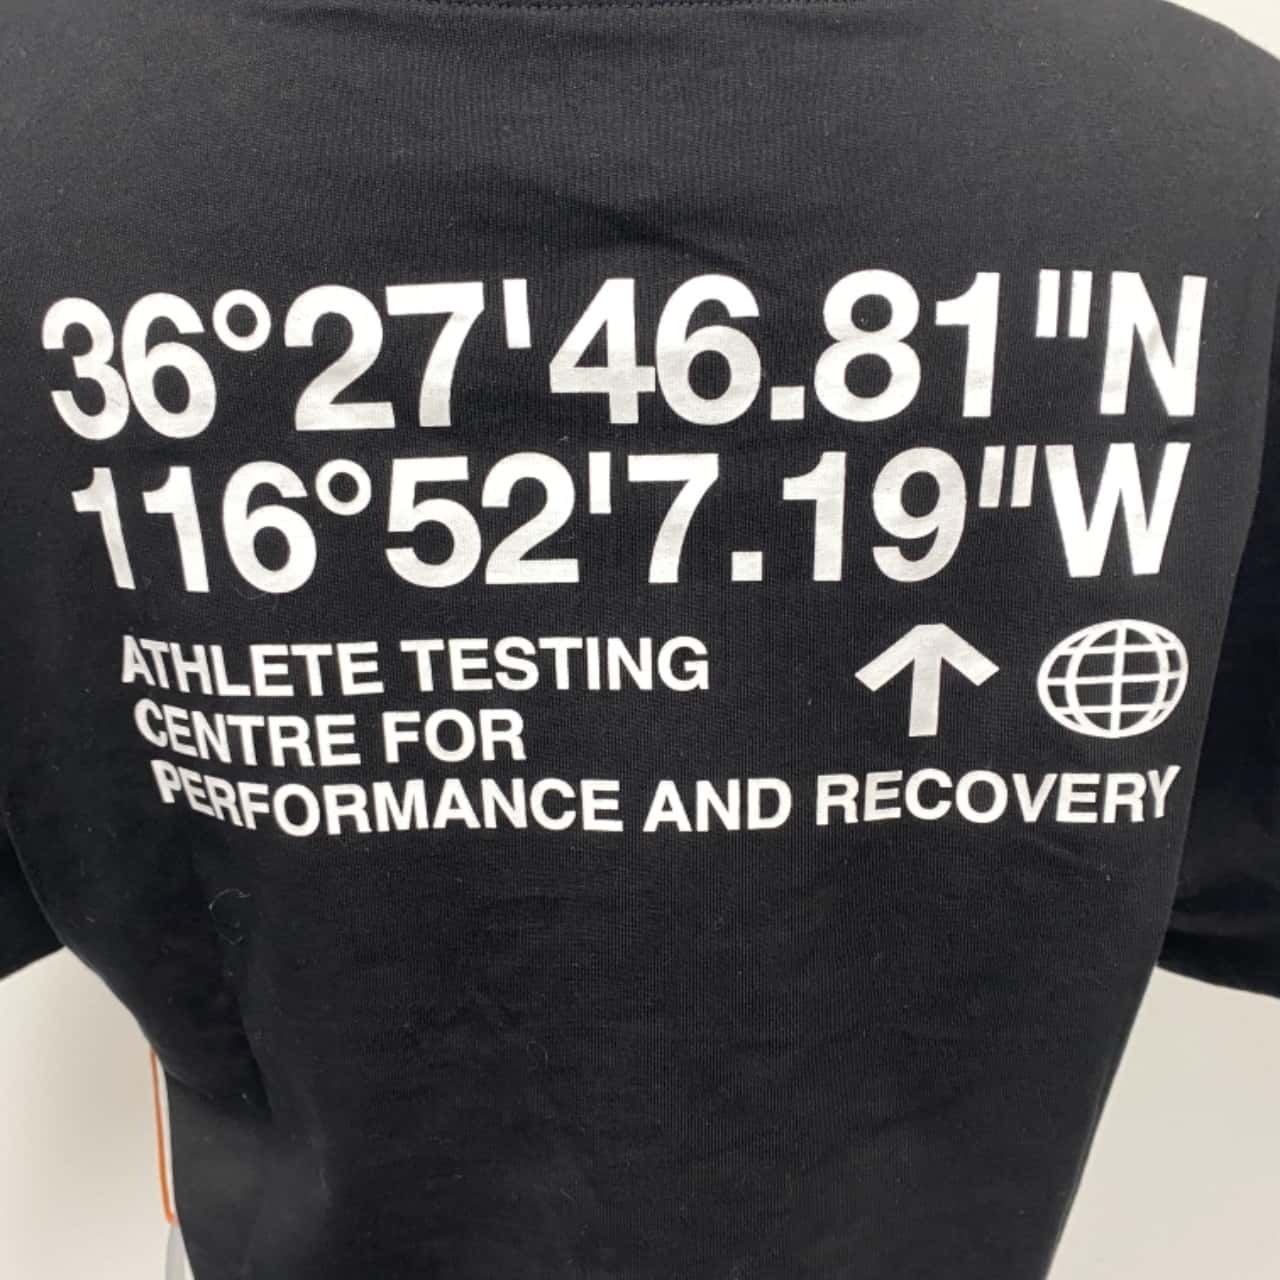 36°27'46.81"N
116°52'7.19"W
ATHLETE TESTING
CENTRE FOR
PERFORMANCE AND RECOVERY